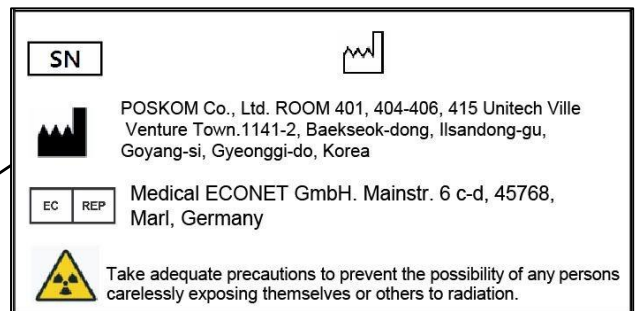 SN
POSKOM Co., Ltd. ROOM 401, 404-406, 415 Unitech Ville
Venture Town.1141-2, Baekseok-dong, Ilsandong-gu,
Goyang-si, Gyeonggi-do, Korea
EC REP
Medical ECONET GmbH. Mainstr. 6 c-d, 45768,
Marl, Germany
Take adequate precautions to prevent the possibility of any persons
carelessly exposing themselves or others to radiation.